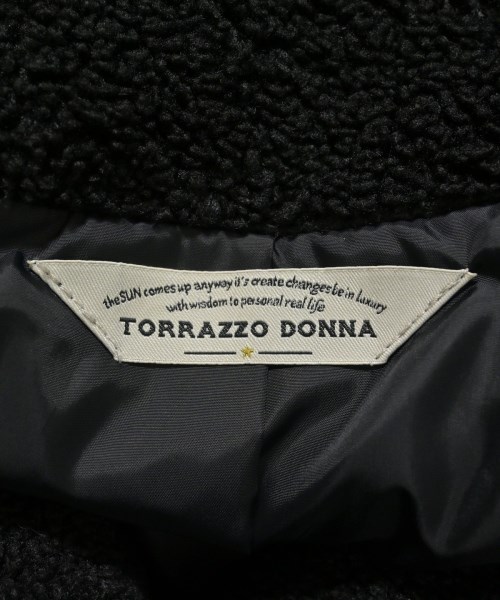 the SUN comes up anyway it's create changes be in Luxury
with wisdom to personal real life
TORRAZZO DONNA